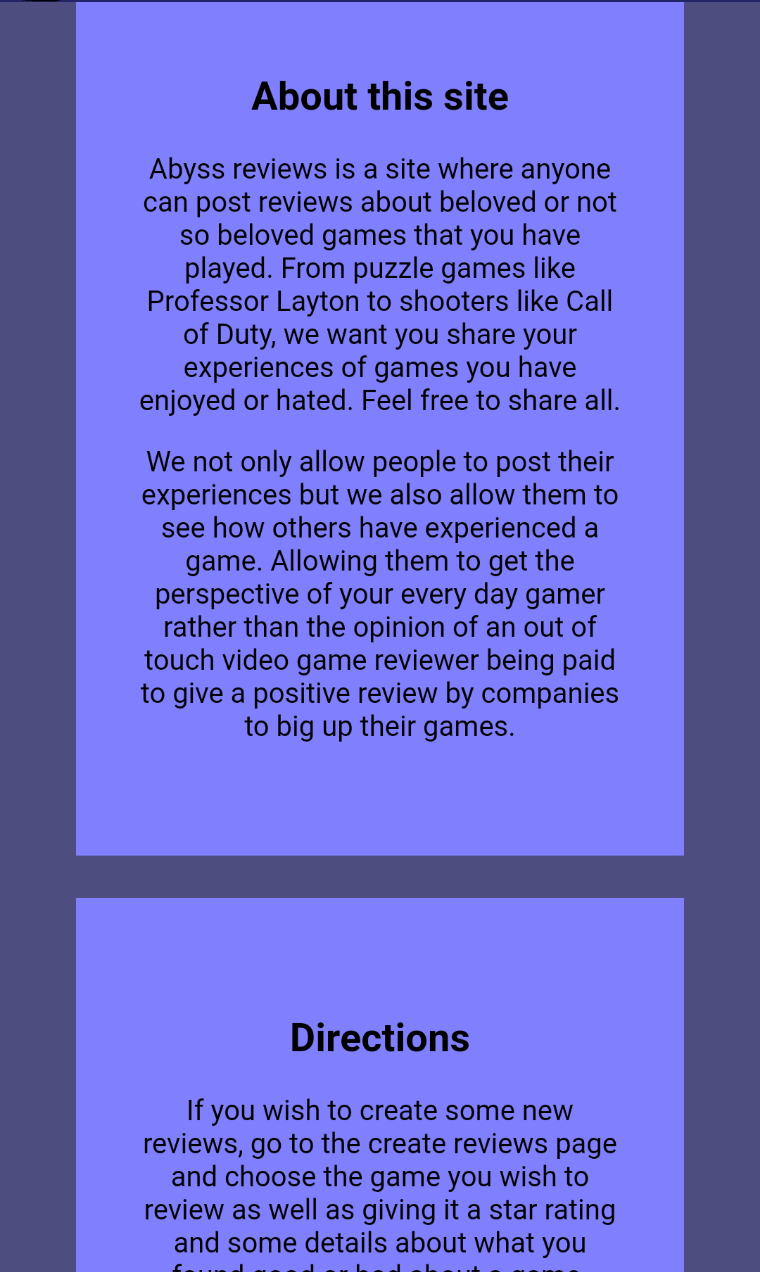 About this site
Abyss reviews is a site where anyone
can post reviews about beloved or not
so beloved games that you have
played. From puzzle games like
Professor Layton to shooters like Call
of Duty, we want you share your
experiences of games you have
enjoyed or hated. Feel free to share all.
We not only allow people to post their
experiences but we also allow them to
see how others have experienced a
game. Allowing them to get the
perspective of your every day gamer
rather than the opinion of an out of
touch video game reviewer being paid
to give a positive review by companies
to big up their games.
Directions
If you wish to create some new
reviews, go to the create reviews page
and choose the game you wish to
review as well as giving it a star rating
and some details about what you
found good or bad about a game